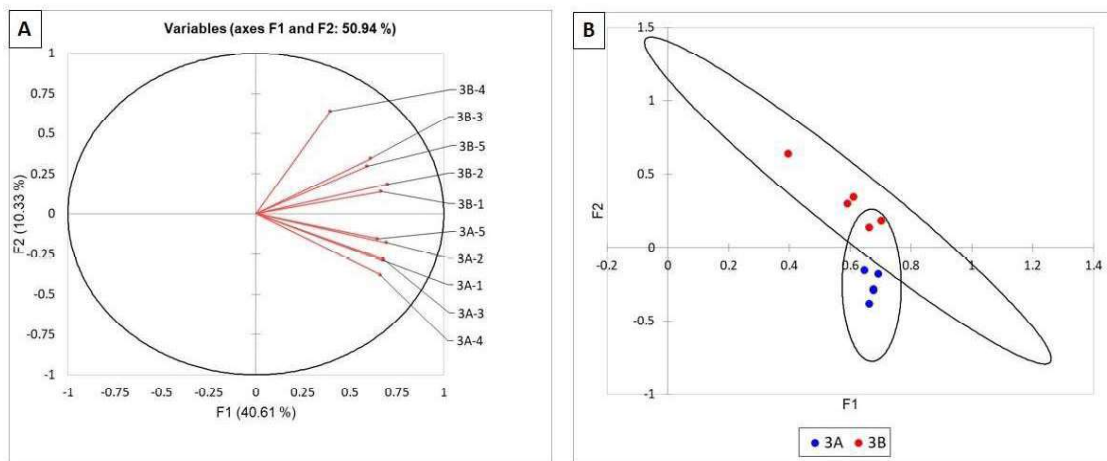 A
Variables (axes F1 and F2: 50.94 %)
1
0.75
0.5
0.25
0
-0.25
-0.5
-0.75
-1
F2 (10.33 %)
-1
-0.75
-0.5
-0.25
0
0.25
0.5
0.75
1
F1 (40.61 %)
3B-4
3B-3
3B-5
3B-2
3B-1
3A-5
3A-2
3A-1
3A-3
3A-4
B
1.5
1
0.5
0
-0.5
-1
F2
-0.2
0
0.2
0.4
0.6
0.8
1
1.2
1.4
F1
3A 3B